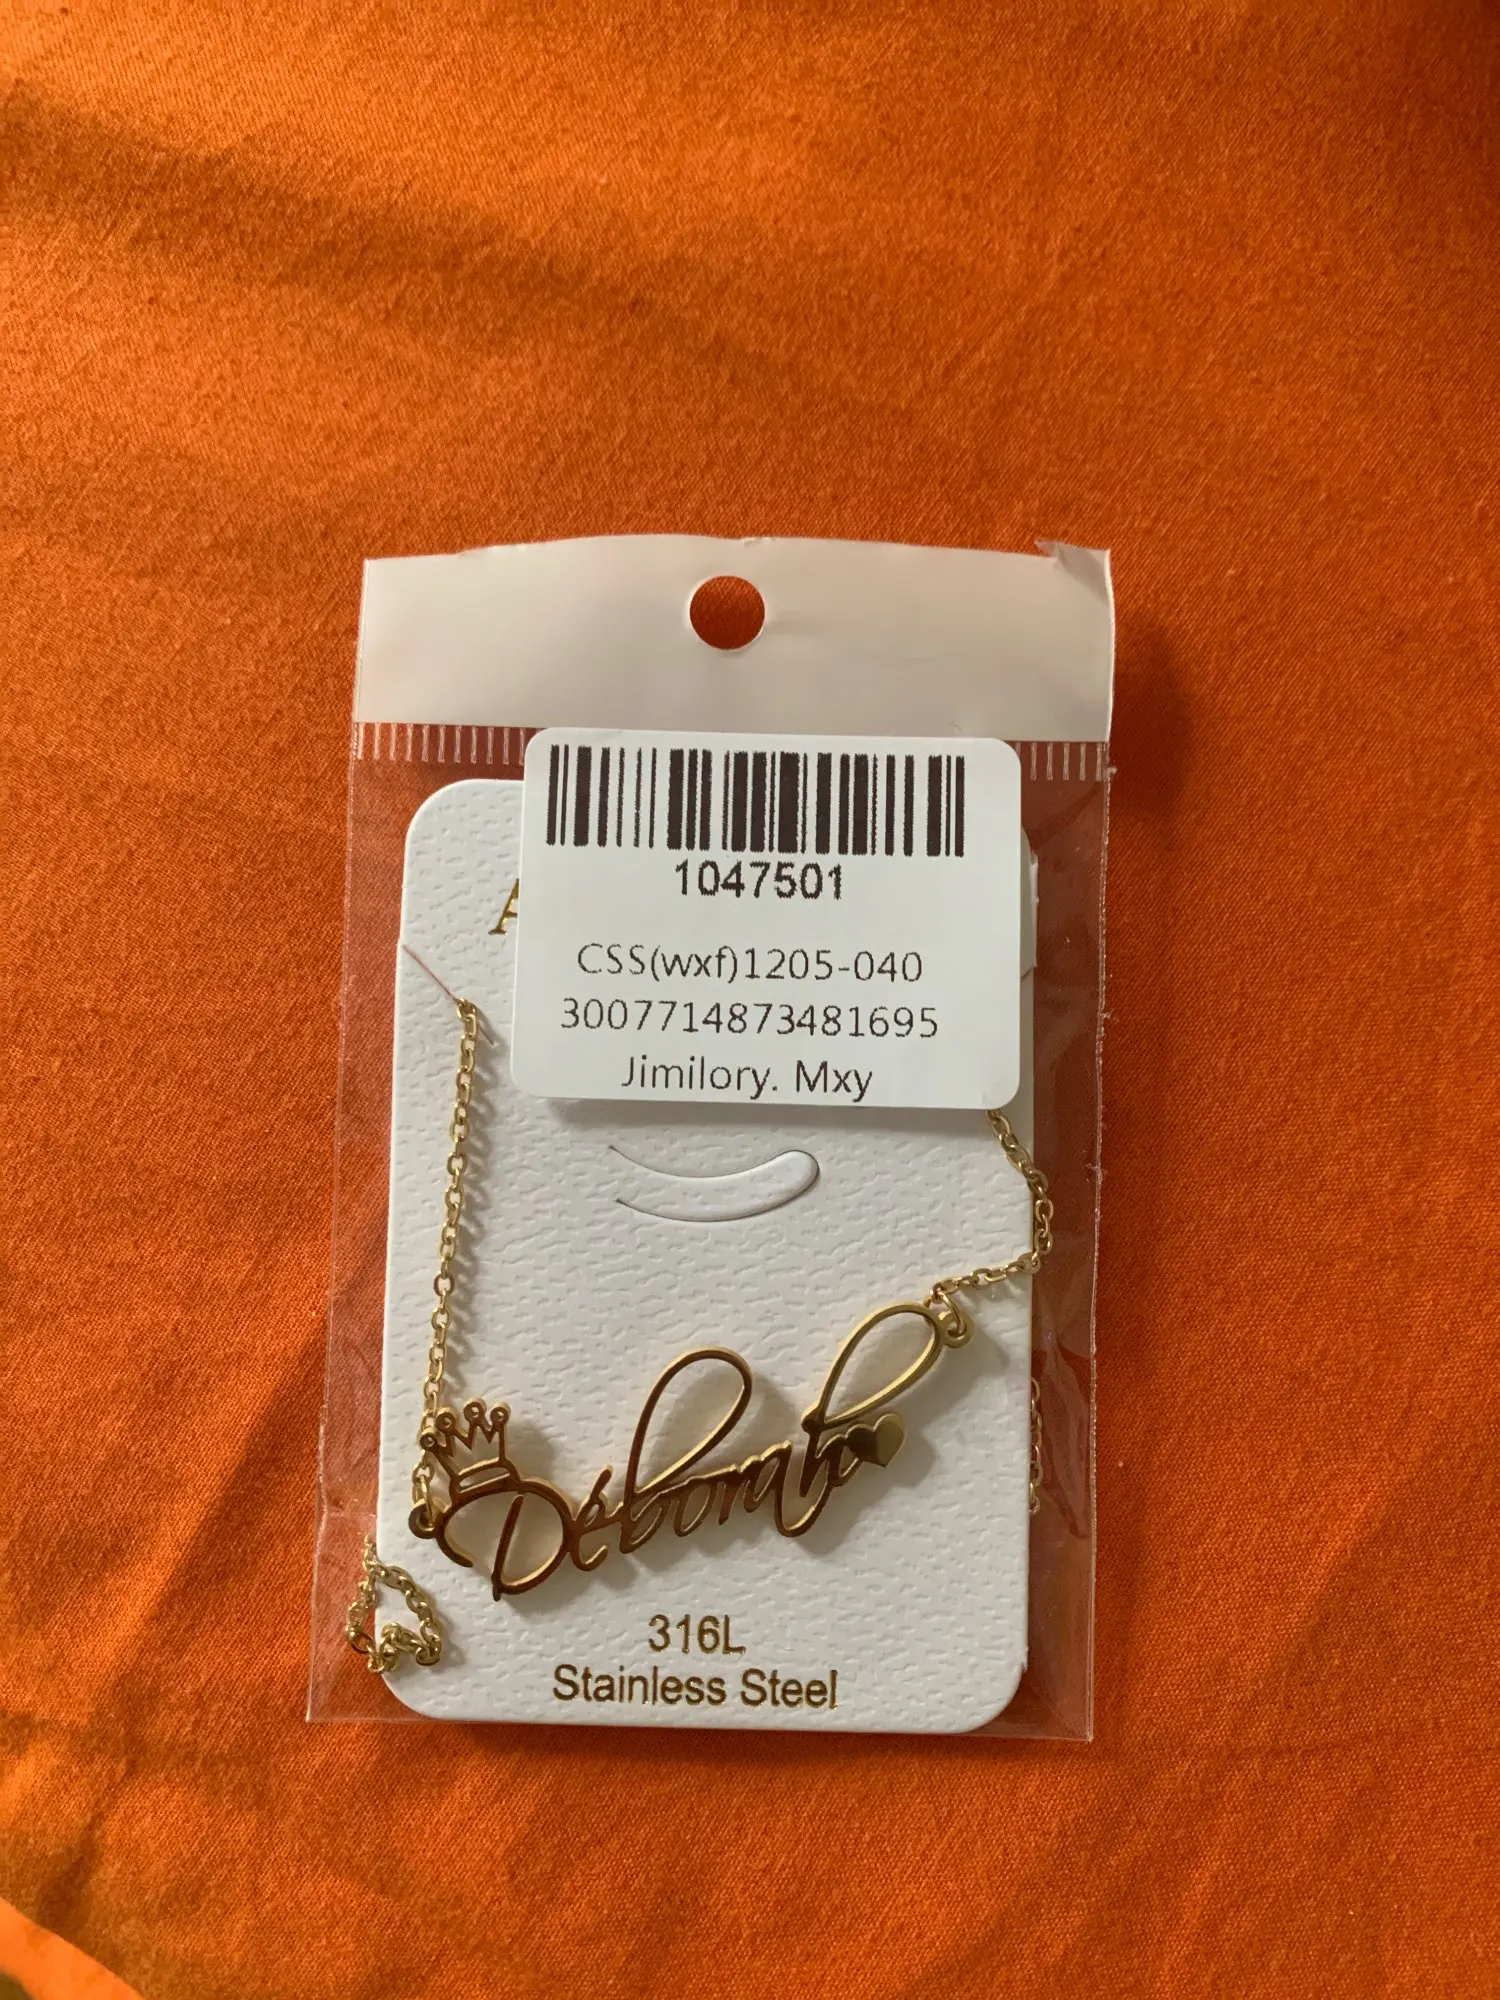 1047501
CSS(wxf)1205-040
3007714873481695
Jimilory. Mxy
Déborah
316L
Stainless Steel